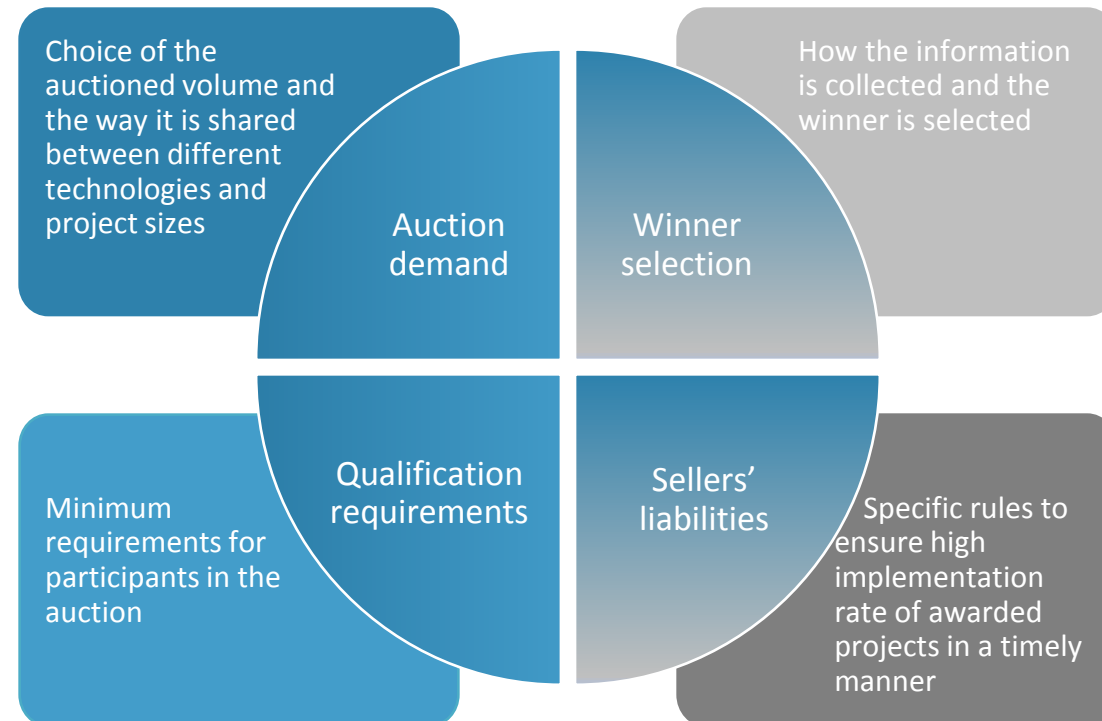 Choice of the
auctioned volume and
the way it is shared
between different
technologies and
project sizes
Auction
demand
How the information
is collected and the
winner is selected
Winner
selection
Minimum
requirements for
participants in the
auction
Qualification
requirements
Sellers’
liabilities
Specific rules to
ensure high
implementation
rate of awarded
projects in a timely
manner